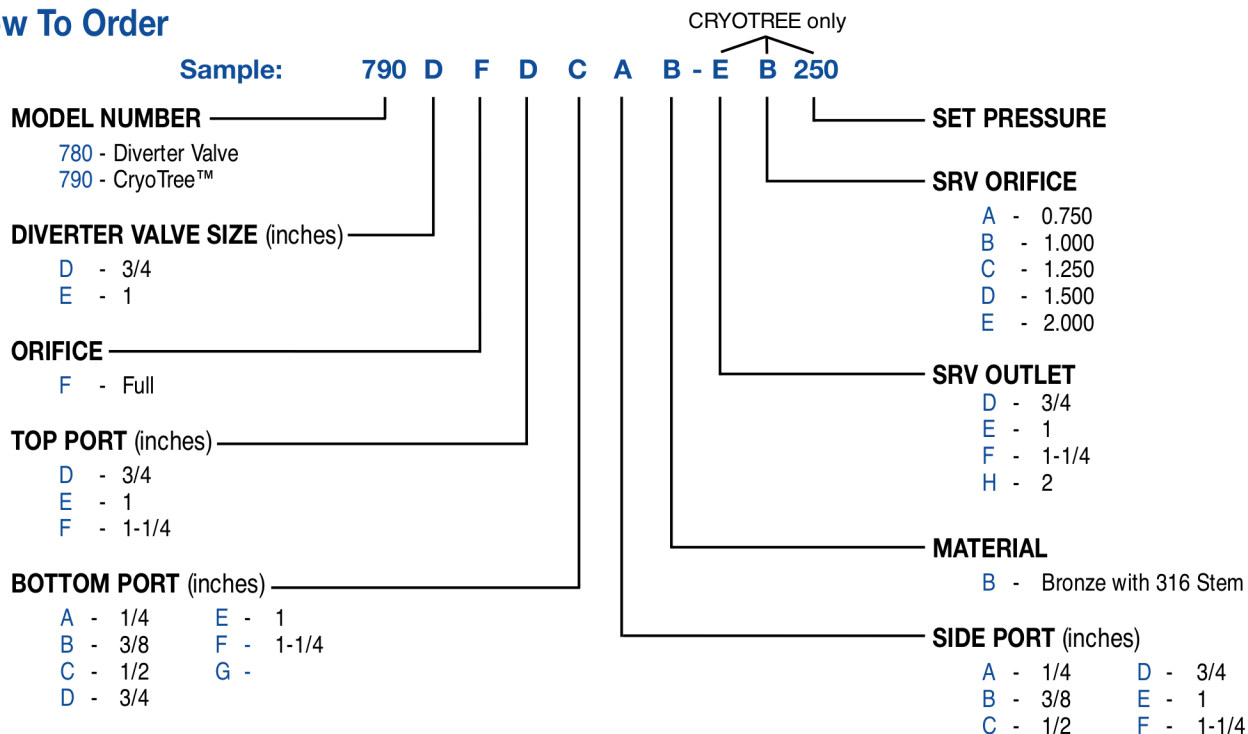 w To Order
CRYOTREE only
Sample: 790 D F D C A B - E B 250
MODEL NUMBER
780 - Diverter Valve
790 - CryoTree™
DIVERTER VALVE SIZE (inches)
D - 3/4
E - 1
ORIFICE
F - Full
TOP PORT (inches)
D - 3/4
E - 1
F - 1-1/4
BOTTOM PORT (inches)
A - 1/4 E - 1
B - 3/8 F - 1-1/4
C - 1/2 G -
D - 3/4
SET PRESSURE
SRV ORIFICE
A - 0.750
B - 1.000
C - 1.250
D - 1.500
E - 2.000
SRV OUTLET
D - 3/4
E - 1
F - 1-1/4
H - 2
MATERIAL
B - Bronze with 316 Stem
SIDE PORT (inches)
A - 1/4 D - 3/4
B - 3/8 E - 1
C - 1/2 F - 1-1/4